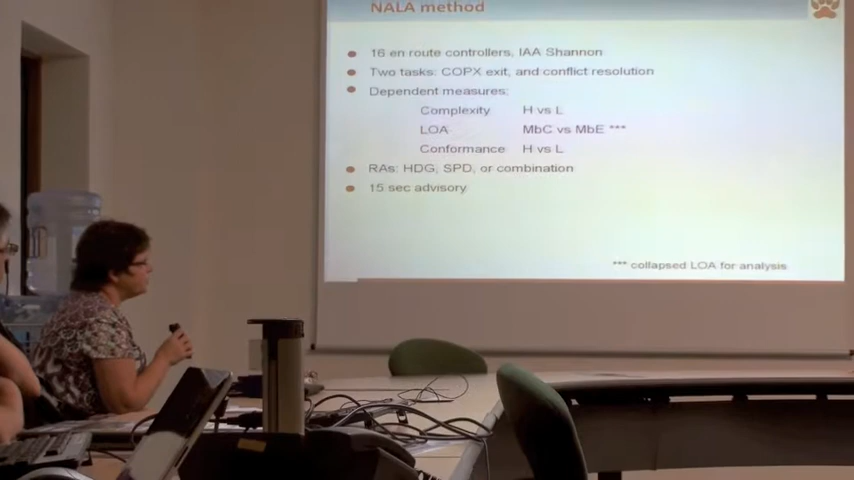 NALA method
16 en route controllers, IAA Shannon
Two tasks: COPX exit, and conflict resolution
Dependent measures:
Complexity H vs L
LOA MbC vs MbE ***
Conformance H vs L
RAs: HDG, SPD, or combination
15 sec advisory
*** collapsed LOA for analysis